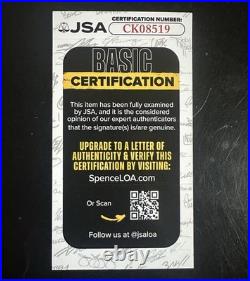 JSA
CERTIFICATION NUMBER:
CK08519
BASIC
CERTIFICATION
This item has been fully examined
by JSA, and it is the considered
opinion of our expert authenticators
that the signature(s) is/are genuine.
UPGRADE TO A LETTER OF
AUTHENTICITY & VERIFY THIS
CERTIFICATION BY VISITING:
SpenceLOA.com
Or Scan
Follow us @jsaloa